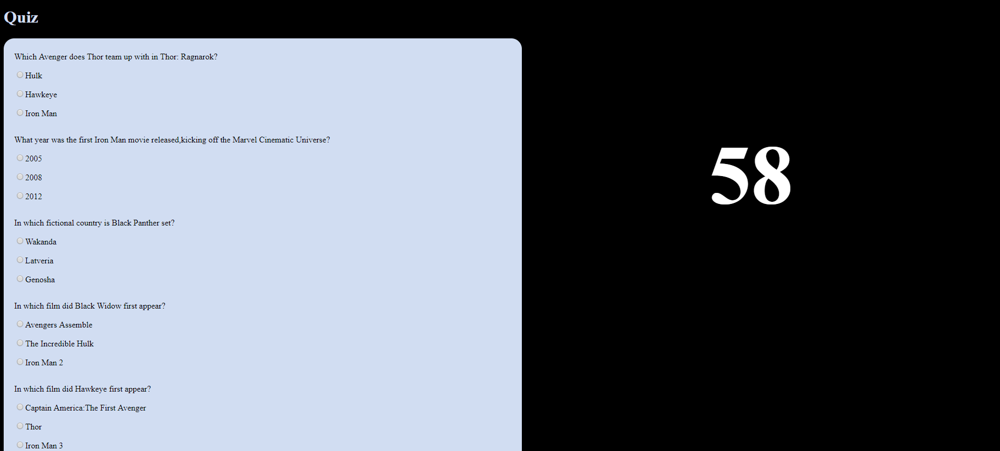 Quiz
Which Avenger does Thor team up with in Thor: Ragnarok?
Hulk
Hawkeye
Iron Man
What year was the first Iron Man movie released,kicking off the Marvel Cinematic Universe?
2005
2008
2012
In which fictional country is Black Panther set?
Wakanda
Latveria
Genosha
In which film did Black Widow first appear?
Avengers Assemble
The Incredible Hulk
Iron Man 2
In which film did Hawkeye first appear?
Captain America:The First Avenger
Thor
Iron Man 3
58